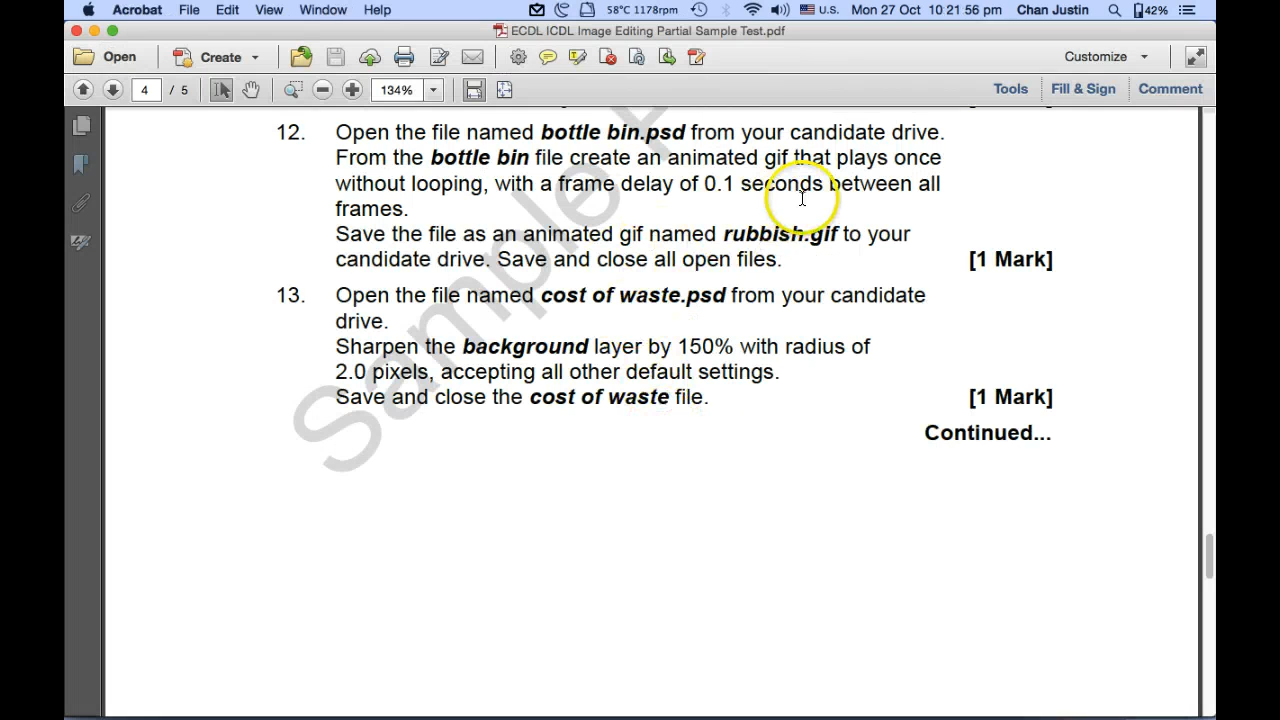 Acrobat File Edit View Window Help 58°C 1178rpm U.S. Mon 27 Oct 10:21:56 pm Chan Justin 42%
ECDL ICDL Image Editing Partial Sample Test.pdf
Open Create Customize
4 / 5 134% Tools Fill & Sign Comment
12. Open the file named bottle bin.psd from your candidate drive.
From the bottle bin file create an animated gif that plays once
without looping, with a frame delay of 0.1 seconds between all
frames.
Save the file as an animated gif named rubbish.gif to your
candidate drive. Save and close all open files. [1 Mark]
13. Open the file named cost of waste.psd from your candidate
drive.
Sharpen the background layer by 150% with radius of
2.0 pixels, accepting all other default settings.
Save and close the cost of waste file. [1 Mark]
Continued...
Sample